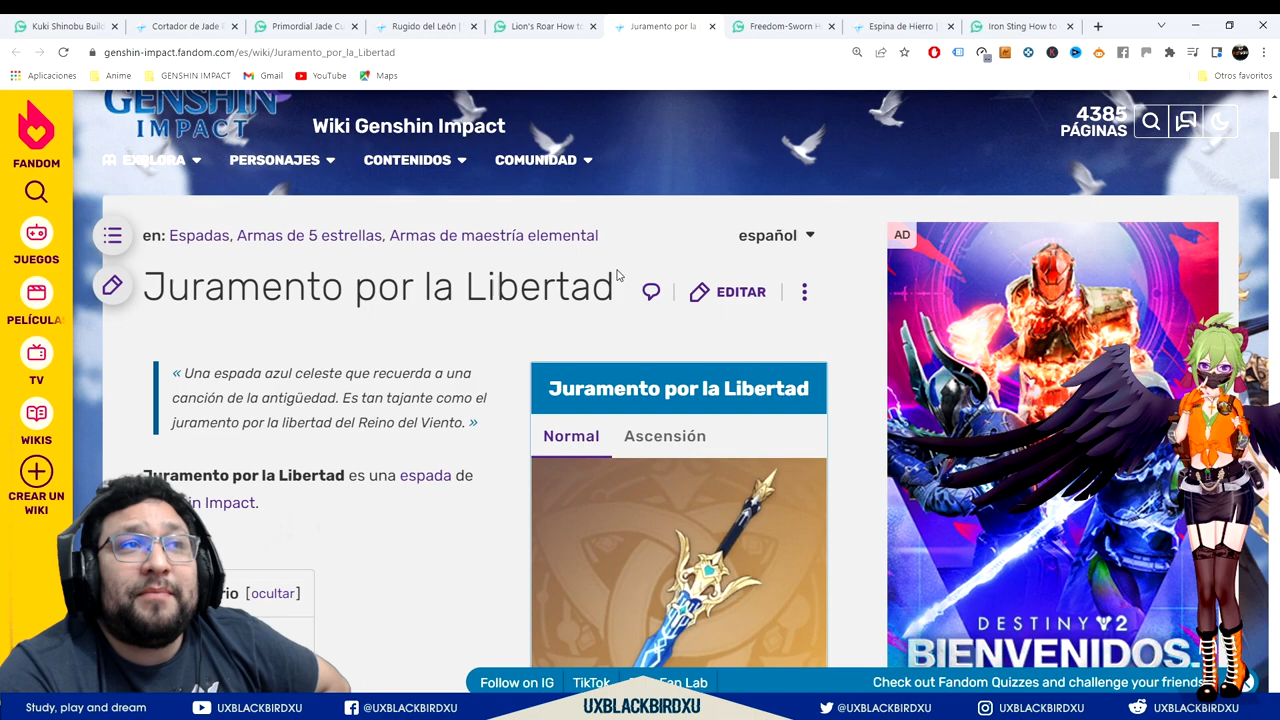 Kuki Shinobu Build
Cortador de Jade
Primordial Jade Cu
Rugido del León |
Lion's Roar How to
Juramento por la
Freedom-Sworn H
Espina de Hierro |
Iron Sting How to
genshin-impact.fandom.com/es/wiki/Juramento_por_la_Libertad
Aplicaciones
Anime
GENSHIN IMPACT
Gmail
YouTube
Maps
Otros favoritos
GENSHIN
IMPACT
Wiki Genshin Impact
4385
PÁGINAS
EXPLORA
PERSONAJES
CONTENIDOS
COMUNIDAD
FANDOM
JUEGOS
PELÍCULA
TV
WIKIS
CREAR UN
WIKI
en: Espadas, Armas de 5 estrellas, Armas de maestría elemental
español
Juramento por la Libertad
EDITAR
« Una espada azul celeste que recuerda a una
canción de la antigüedad. Es tan tajante como el
juramento por la libertad del Reino del Viento. »
Juramento por la Libertad es una espada de
in Impact.
rio [ocultar]
Juramento por la Libertad
Normal
Ascensión
AD
DESTINY 2
BIENVENIDOS.
Follow on IG
TikTok
Fan Lab
Check out Fandom Quizzes and challenge your friends
Study, play and dream
UXBLACKBIRDXU
@UXBLACKBIRDXU
UXBLACKBIRDXU
@UXBLACKBIRDXU
UXBLACKBIRDXU
UXBLACKBIRDXU